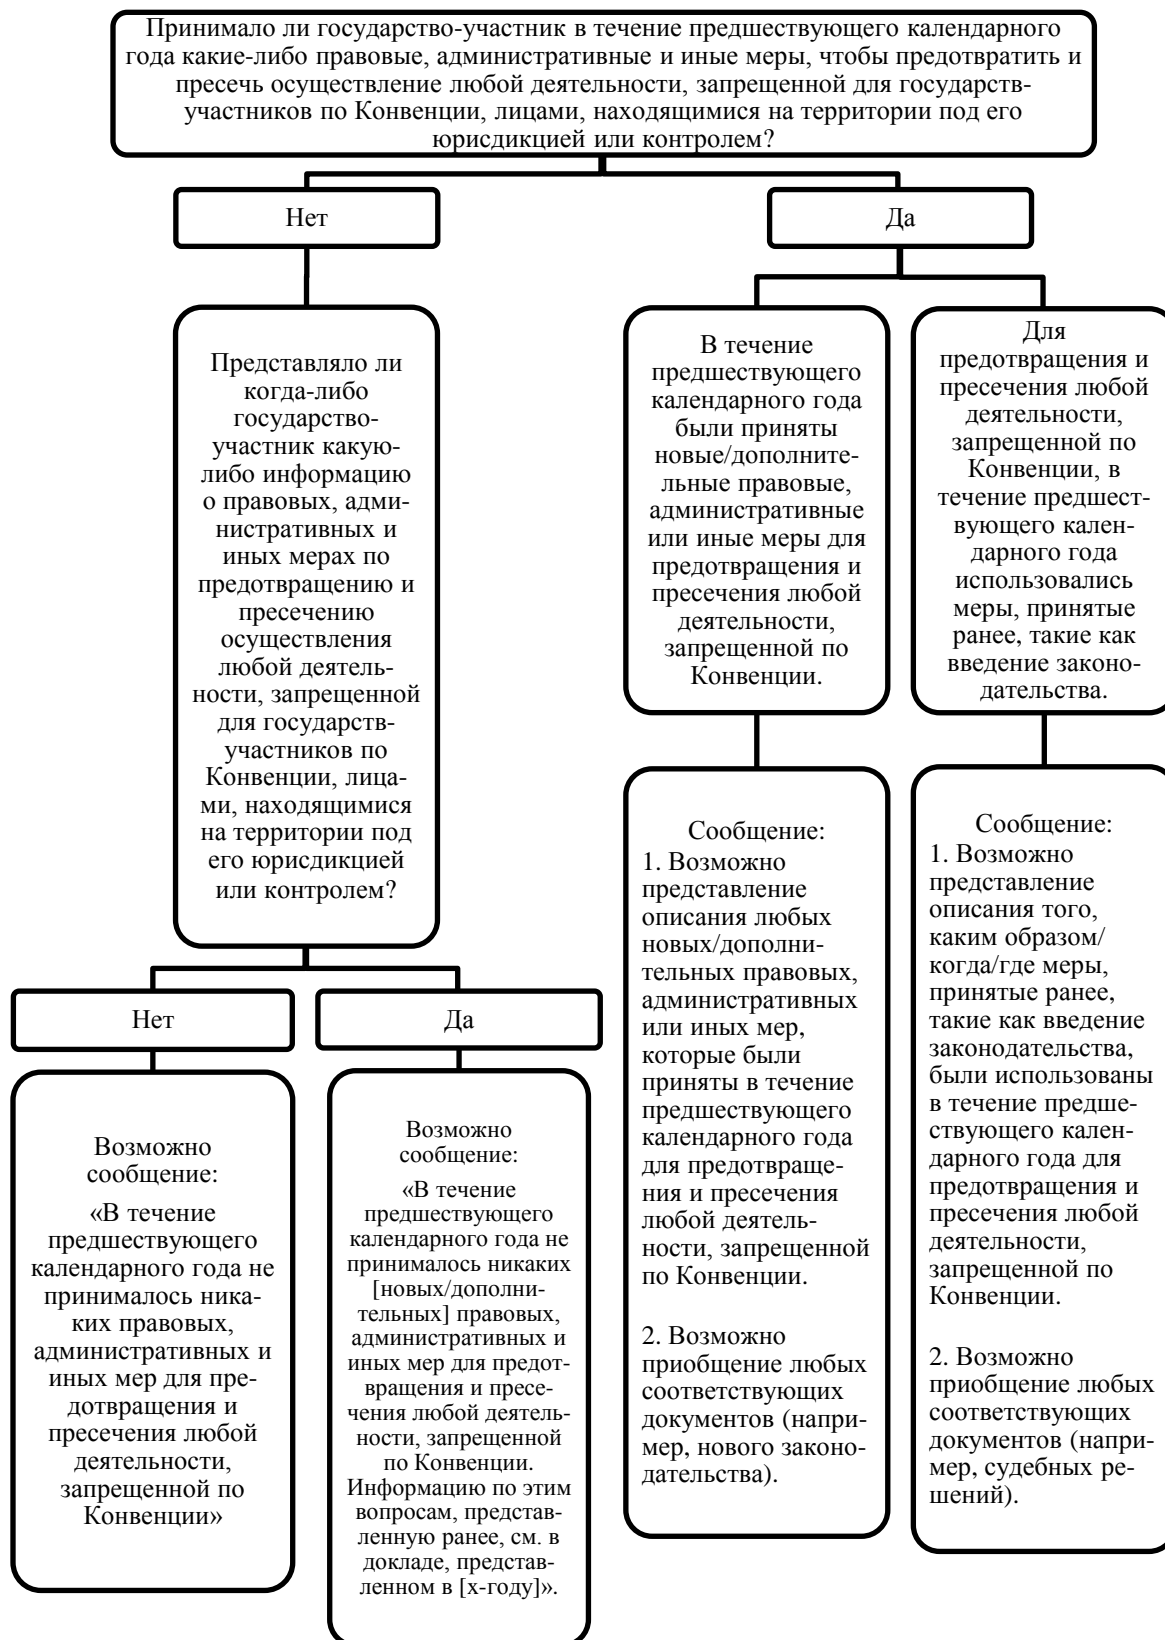 Принимало ли государство-участник в течение предшествующего календарного
года какие-либо правовые, административные и иные меры, чтобы предотвратить и
пресечь осуществление любой деятельности, запрещенной для государств-
участников по Конвенции, лицами, находящимися на территории под его
юрисдикцией или контролем?
Нет
Да
Представляло ли
когда-либо
государство-
участник какую-
либо информацию
о правовых, адми-
нистративных и
иных мерах по
предотвращению и
пресечению
осуществления
любой деятель-
ности, запрещенной
для государств-
участников по
Конвенции, лица-
ми, находящимися
на территории под
его юрисдикцией
или контролем?
В течение
предшествующего
календарного года
были приняты
новые/дополните-
льные правовые,
административные
или иные меры для
предотвращения и
пресечения любой
деятельности,
запрещенной по
Конвенции.
Для
предотвращения и
пресечения любой
деятельности,
запрещенной по
Конвенции, в
течение предшест-
вующего кален-
дарного года
использовались
меры, принятые
ранее, такие как
введение законо-
дательства.
Нет
Да
Возможно
сообщение:
«В течение
предшествующего
календарного года не
принималось ника-
ких правовых,
административных и
иных мер для пре-
дотвращения и
пресечения любой
деятельности,
запрещенной по
Конвенции»
Возможно
сообщение:
«В течение
предшествующего
календарного года не
принималось никаких
[новых/дополни-
тельных] правовых,
административных и
иных мер для предот-
вращения и пресе-
чения любой деятель-
ности, запрещенной
по Конвенции.
Информацию по этим
вопросам, представ-
ленную ранее, см. в
докладе, представ-
ленном в [x-году]».
Сообщение:
1. Возможно
представление
описания любых
новых/дополни-
тельных правовых,
административных
или иных мер,
которые были
приняты в течение
предшествующего
календарного года
для предотвраще-
ния и пресечения
любой деятель-
ности, запрещенной
по Конвенции.
2. Возможно
приобщение любых
соответствующих
документов (напри-
мер, нового законо-
дательства).
Сообщение:
1. Возможно
представление
описания того,
каким образом/
когда/где меры,
принятые ранее,
такие как введение
законодательства,
были использованы
в течение предше-
ствующего кален-
дарного года для
предотвращения и
пресечения любой
деятельности,
запрещенной по
Конвенции.
2. Возможно
приобщение любых
соответствующих
документов (напри-
мер, судебных ре-
шений).